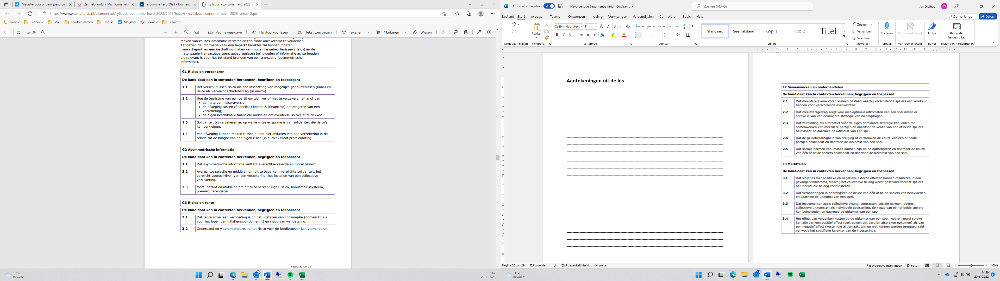 Magister voor onderwijzend per
Zermelo Portal - Mijn formatieka
economie havo 2023 - Examenb
syllabus_economie_havo_2023_v
https://www.examenblad.nl/examenstof/syllabus-economie-havo-2023/2023/havo/f=/syllabus_economie_havo_2023_versie_2.pdf
Google Economie Mail Random namen Diverse Magister Zermelo Examens
20 van 36 Paginaweergave Hardop voorlezen Tekst toevoegen Tekenen Markeren Wissen
maken van keuzes informatie verzamelen ten einde onzekerheid te verkleinen.
Aangezien de informatie vaak een beperkt karakter zal hebben moeten
transactiepartijen een inschatting maken van mogelijke gebeurtenissen (risico) en de
mate waarin transactiepartners gebeurtenissen beïnvloeden of informatie achterhouden
die relevant is voor het tot stand brengen van een transactie (asymmetrische
informatie).
G1 Risico en verzekeren
De kandidaat kan in contexten herkennen, begrijpen en toepassen:
1.1 Het verschil tussen risico als een inschatting van mogelijke gebeurtenissen (kans) en
risico als verwacht schadebedrag (in euro's).
1.2 Hoe de beslissing van een partij om zich wel of niet te verzekeren afhangt van
• de mate van risico-aversie;
• de afweging tussen (financiële) kosten & (financiële) opbrengsten van een
verzekering;
• de eigen beschikbare financiële middelen om eventuele risico's af te dekken.
1.3 Solidariteit bij verzekeren en op welke wijze er sprake is van solidariteit die risico's
kan verkleinen.
1.4 Een afweging kunnen maken tussen al dan niet afsluiten van een verzekering in de
relatie tot de hoogte van een eigen risico (in euro's) en/of premiekorting.
G2 Asymmetrische informatie:
De kandidaat kan in contexten herkennen, begrijpen en toepassen:
2.1 Dat asymmetrische informatie leidt tot averechtse selectie en moral hazard.
2.2 Averechtse selectie en middelen om dit te beperken: verplichte solidariteit, het
verplicht voorschrijven van een verzekering, het instellen van een collectieve
verzekering.
2.3 Moral hazard en middelen om dit te beperken: eigen risico, bonusmalussysteem,
premiedifferentiatie.
G3 Risico en rente
De kandidaat kan in contexten herkennen, begrijpen en toepassen:
3.1 Dat rente zowel een vergoeding is op het uitstellen van consumptie (domein E) als
voor het lopen van inflatierisico (domein I) en risico van wanbetaling.
3.2 Onderpand en waarom onderpand het risico voor de kredietgever kan verminderen.
Pagina 20 van 35
18°C
Bewolkt
14:59
20-6-2022
Automatisch opslaan Havo periode 3 examentraining • Opslaan... Zoeken (Alt+Q) Jos Olsthoorn JO
Bestand Start Invoegen Tekenen Ontwerpen Indeling Verwijzingen Verzendlijsten Controleren Beeld Help Opmerkingen Delen
Calibri (Hoofdteks 11
Plakken
Standaard Geen afstand Kop 1 Kop 2 Titel
Zoeken
Vervangen
Selecteren
Dicteren Vertrouwelijkheid Editor Bestanden
hergebruiken
Ongedaan maken Klembord Lettertype Alinea Stijlen Bewerken Spraak Vertrouwelijkheid Editor Bestanden hergebruiken
Aantekeningen uit de les
F2 Samenwerken en onderhandelen
De kandidaat kan in contexten herkennen, begrijpen en toepassen:
2.1 Dat meerdere evenwichten kunnen bestaan waarbij verschillende spelers een voorkeur
hebben voor verschillende evenwichten.
2.2 Dat meeliftersgedrag zorgt voor niet-optimale uitkomsten van een spel indien er
sprake is van een dominante strategie van niet-bijdragen.
2.3 Dat zelfbinding als alternatief voor de eigen dominante strategie kan leiden tot
samenwerken van meerdere partijen en daardoor de keuze van één of beide spelers
beïnvloedt en daarmee de uitkomst van een spel.
2.4 Dat de geloofwaardigheid van dreiging of vertrouwen de keuze van één of beide
partijen beïnvloedt en daarmee de uitkomst van een spel.
2.5 Dat sociale normen van invloed kunnen zijn op de opbrengsten en daardoor de keuze
van één of beide spelers beïnvloedt en daarmee de uitkomst van een spel.
F3 Marktfalen
De kandidaat kan in contexten herkennen, begrijpen en toepassen:
3.1 Dat situaties met positieve en negatieve externe effecten kunnen resulteren in een
gevangenendilemma, waarbij het collectieve belang wordt geschaad doordat spelers
het individuele belang vooropstellen.
3.2 Dat veranderingen in opbrengsten de keuze van één of beide spelers kan beïnvloeden
en daarmee de uitkomst van een spel.
3.3 Dat instrumenten zoals collectieve dwang, contracten, sociale normen, boetes,
collectieve uitkomsten als individuele doelstelling, de keuze van één of beide spelers
kan beïnvloeden en daarmee de uitkomst van een spel.
3.4 Het effect van verzonken kosten op de uitkomst van een spel, waarbij zowel sprake
kan zijn van een positief effect (vertrouwen dat partijen afspraken nakomen) als van
een negatief effect (kosten die al gemaakt zijn en niet kunnen worden teruggedraaid
vanwege het specifieke karakter van de investering).
Pagina 20 van 29 529 woorden Toegankelijkheid: onderzoeken Weergave-instellingen Focus 100%
18°C
Bewolkt
14:59
20-6-2022
6